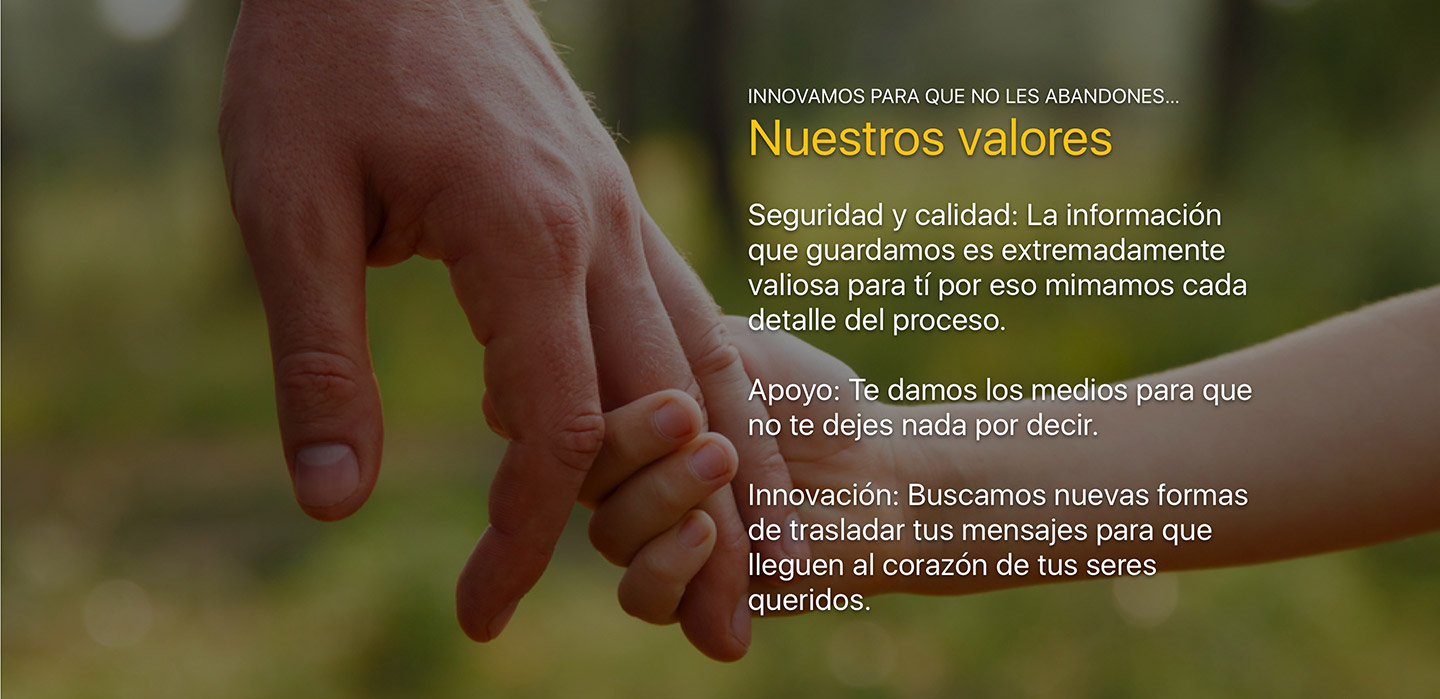 INNOVAMOS PARA QUE NO LES ABANDONES...
Nuestros valores
Seguridad y calidad: La información
que guardamos es extremadamente
valiosa para tí por eso mimamos cada
detalle del proceso.
Apoyo: Te damos los medios para que
no te dejes nada por decir.
Innovación: Buscamos nuevas formas
de trasladar tus mensajes para que
lleguen al corazón de tus seres
queridos.